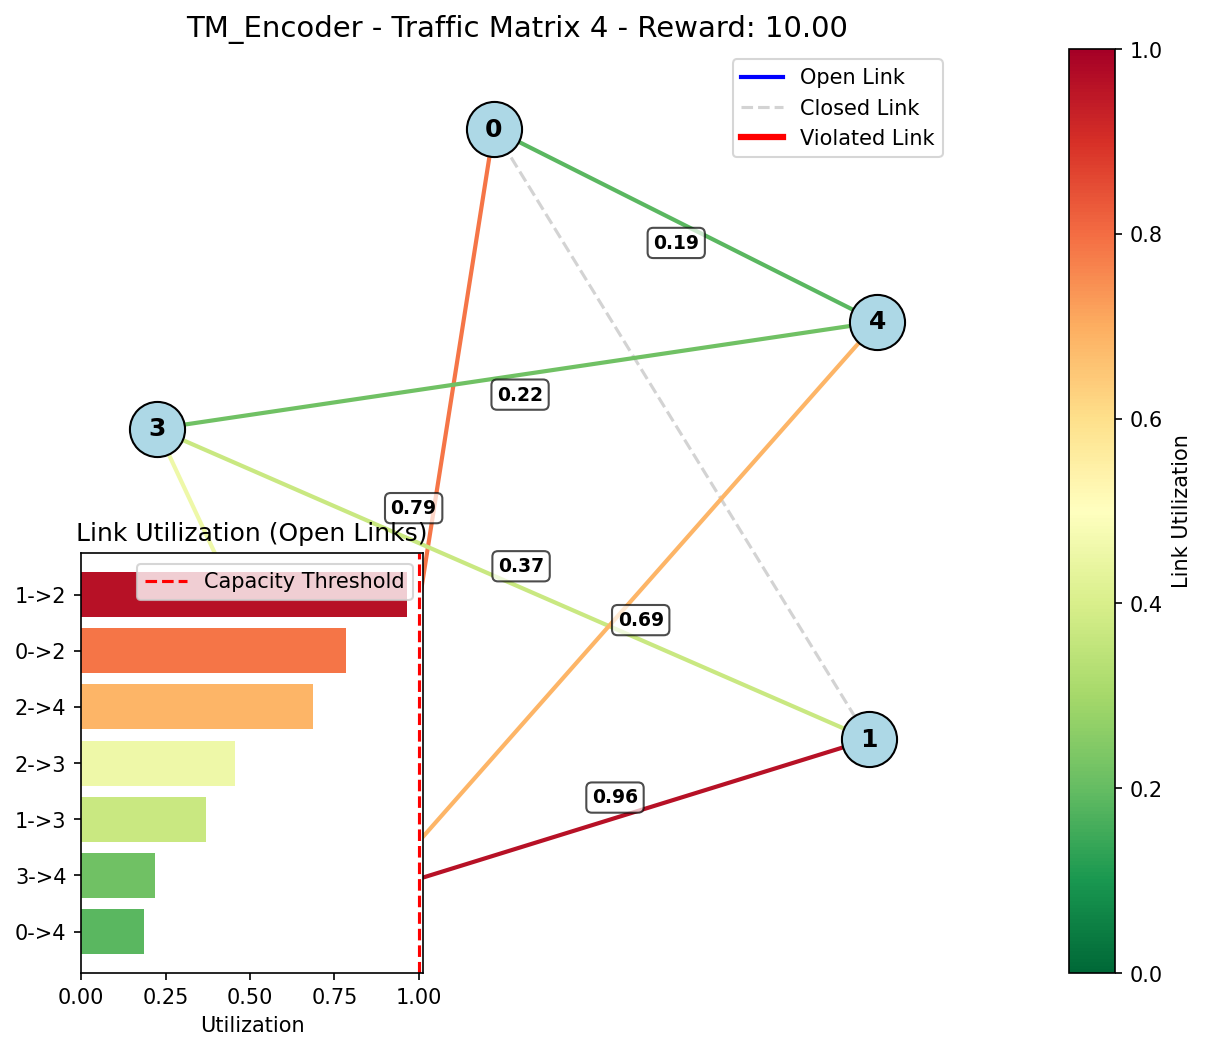 TM_Encoder - Traffic Matrix 4 - Reward: 10.00
Open Link
Closed Link
Violated Link
0
0.19
4
0.22
3
0.79
0.37
0.69
1
0.96
Link Utilization (Open Links)
Capacity Threshold
1->2
0->2
2->4
2->3
1->3
3->4
0->4
0.00 0.25 0.50 0.75 1.00
Utilization
1.0
0.8
0.6
0.4
0.2
0.0
Link Utilization